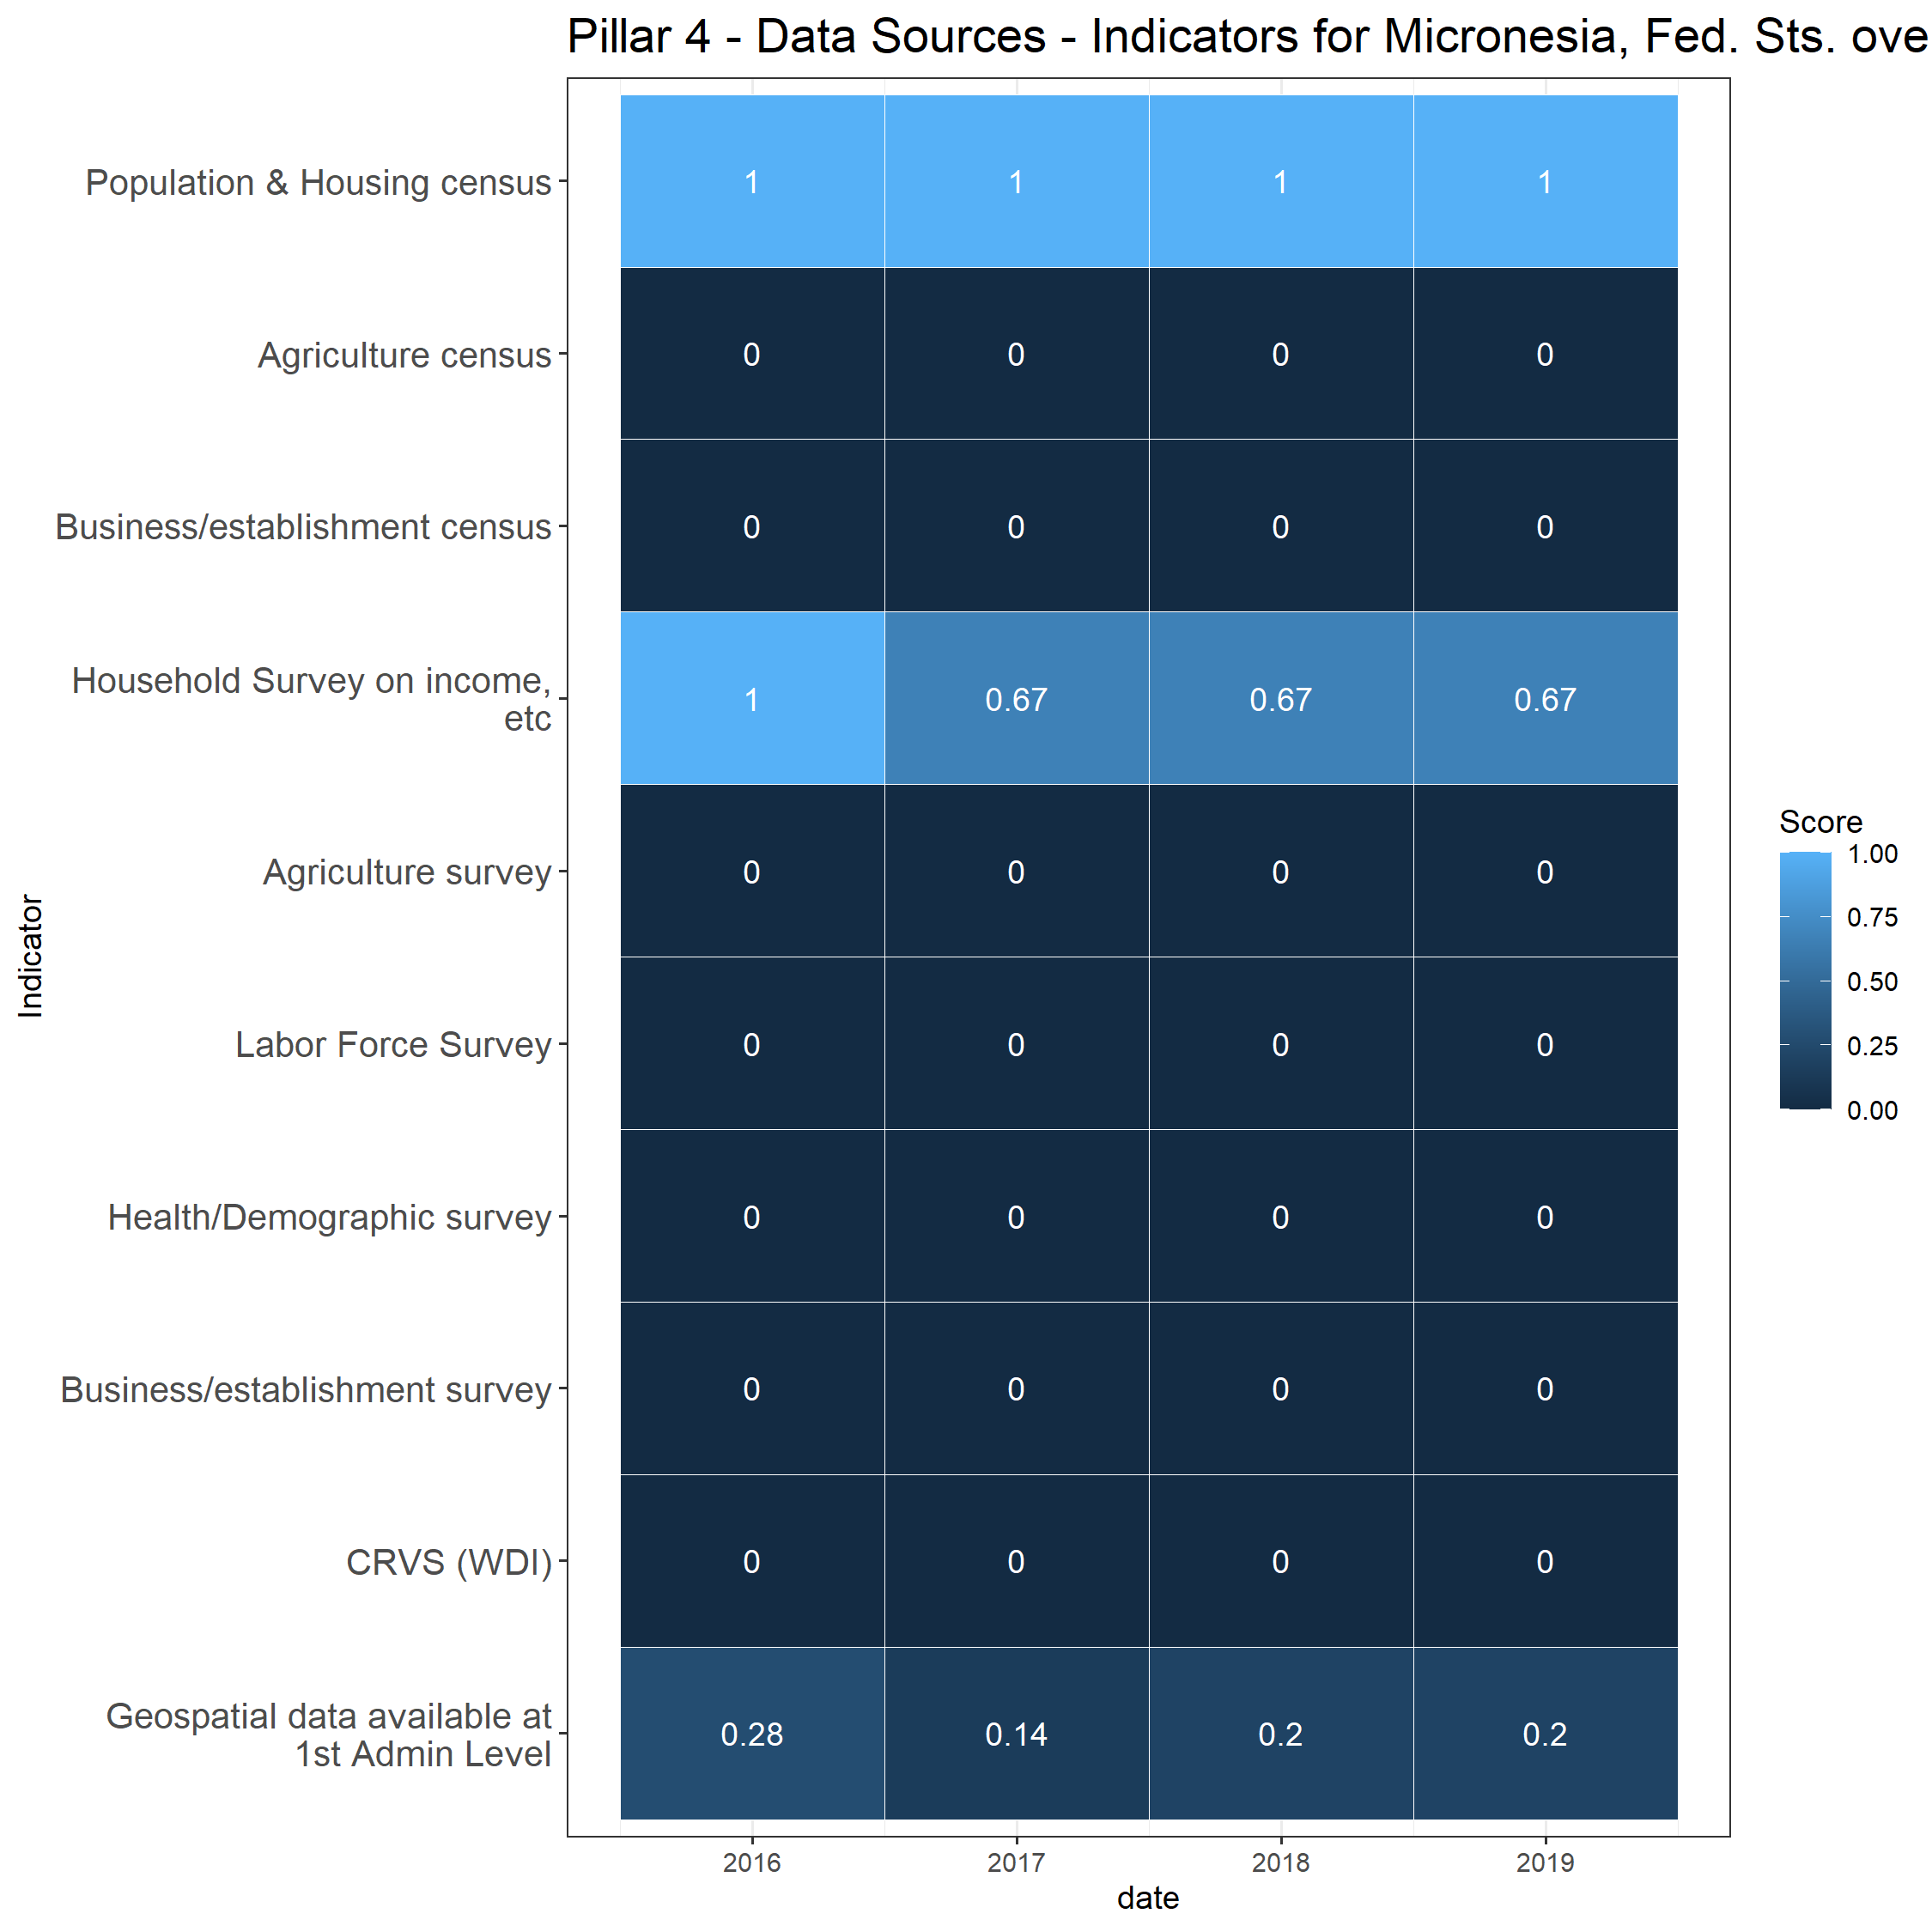 Pillar 4 - Data Sources - Indicators for Micronesia, Fed. Sts. ove
Population & Housing census
1 1 1 1
Agriculture census
0 0 0 0
Business/establishment census
0 0 0 0
Household Survey on income,
etc
1 0.67 0.67 0.67
Agriculture survey
0 0 0 0
Labor Force Survey
0 0 0 0
Health/Demographic survey
0 0 0 0
Business/establishment survey
0 0 0 0
CRVS (WDI)
0 0 0 0
Geospatial data available at
1st Admin Level
0.28 0.14 0.2 0.2
2016 2017 2018 2019
date
Indicator
Score
1.00
0.75
0.50
0.25
0.00